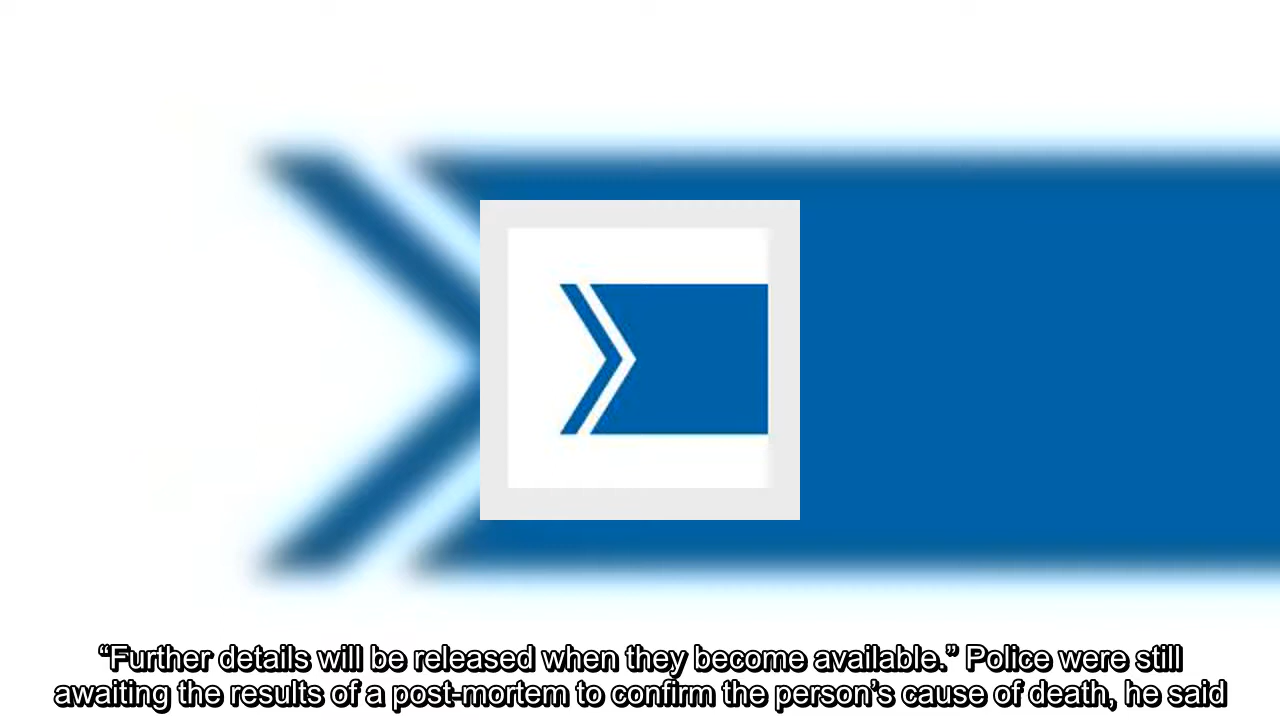 “Further details will be released when they become available.” Police were still
awaiting the results of a post-mortem to confirm the person’s cause of death, he said